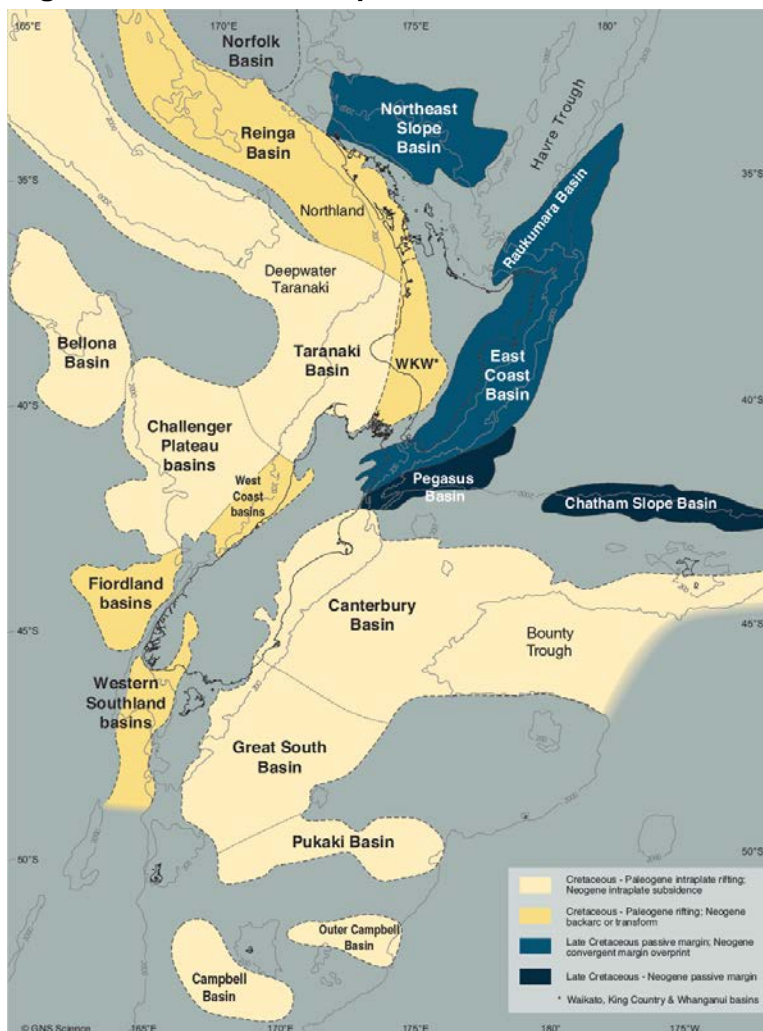 165°E
170°E
175°E
180°
Norfolk
Basin
Northeast
Slope
Basin
Havre Trough
Reinga
Basin
35°S
35°S
Northland
Raukumara Basin
Deepwater
Taranaki
Bellona
Basin
Taranaki
Basin
WKW*
East
Coast
Basin
40°S
40°S
Challenger
Plateau
basins
West
Coast
basins
Pegasus
Basin
Chatham Slope Basin
Fiordland
basins
Canterbury
Basin
45°S
45°S
Bounty
Trough
Western
Southland
basins
Great South
Basin
Pukaki Basin
50°S
50°S
Outer Campbell
Basin
Campbell
Basin
Cretaceous - Paleogene intraplate rifting;
Neogene intraplate subsidence
Cretaceous - Paleogene rifting; Neogene
backarc or transform
Late Cretaceous passive margin; Neogene
convergent margin overprint
Late Cretaceous - Neogene passive margin
* Waikato, King Country & Whanganui basins
© GNS Science
165°E
170°E
175°E
180°
175°W